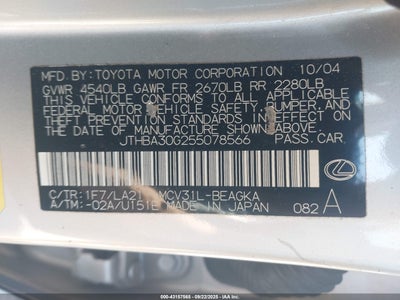 MFD. BY: TOYOTA MOTOR CORPORATION 10/04
GVWR 4540LB GAWR FR 2670LB RR 2280LB
THIS VEHICLE CONFORMS TO ALL APPLICABLE
FEDERAL MOTOR VEHICLE SAFETY, BUMPER, AND
THEFT PREVENTION STANDARDS IN EFFECT ON
THE DATE OF MANUFACTURE SHOWN ABOVE.
JTHBA30G255078566 PASS. CAR
C/TR: 1F7/LA21 MCV31L-BEAGKA
A/TM: -02A/U151E MADE IN JAPAN 082 A
000 - 43157565 - 09/23/2025 - IAAI